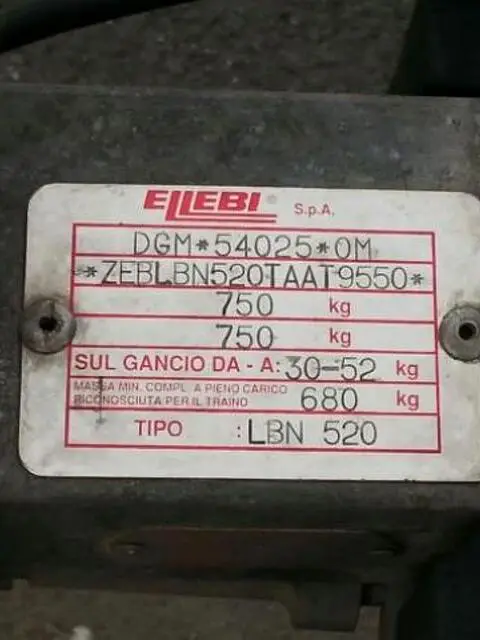 ELLEBI S.p.A.
DGM*54025*OM
*ZEBLBN520TAAT9550*
750 kg
750 kg
SUL GANCIO DA - A: 30-52 kg
MASSA MIN. COMPL. A PIENO CARICO
RICONOSCIUTA PER IL TRAINO 680 kg
TIPO : LBN 520